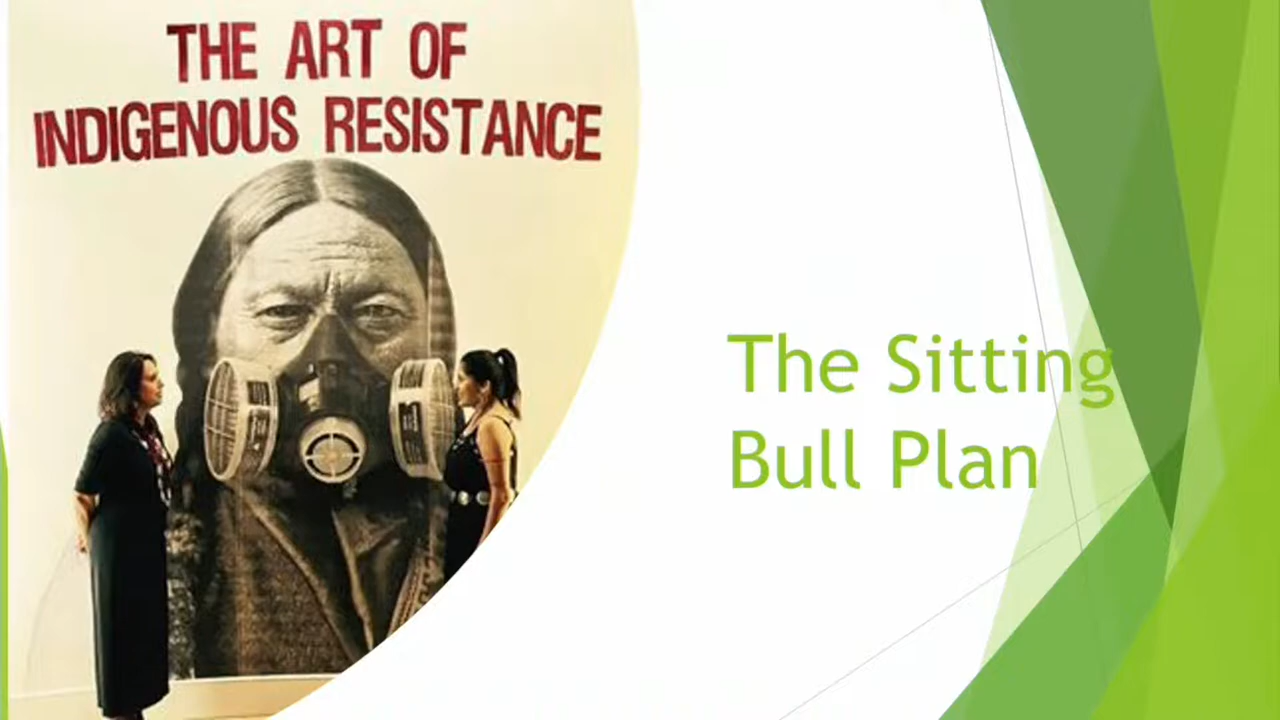 THE ART OF
INDIGENOUS RESISTANCE
The Sitting
Bull Plan